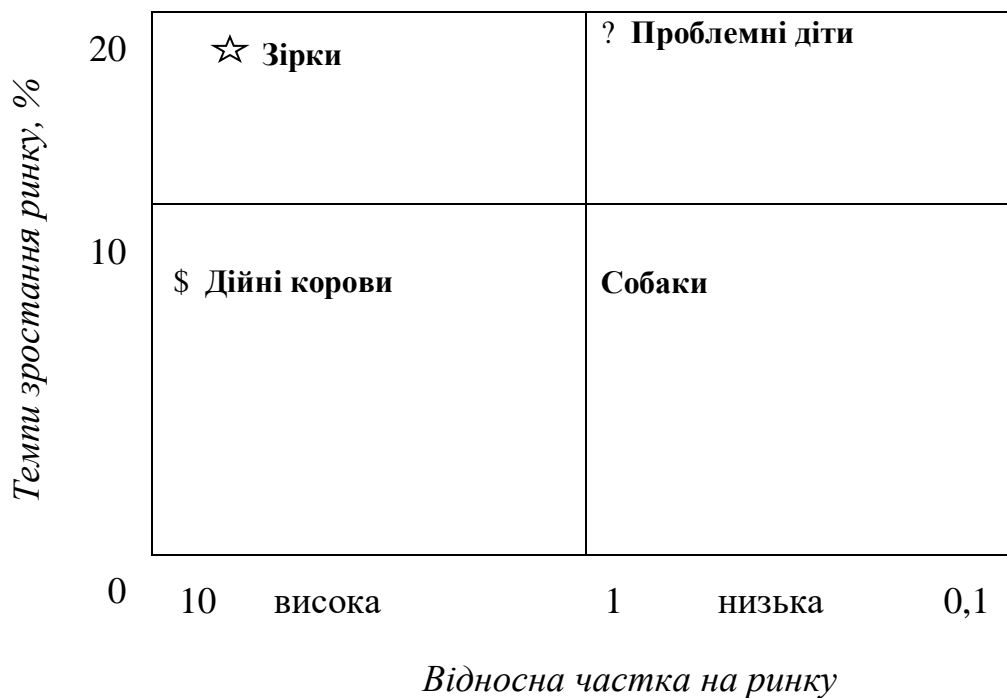 Темпи зростання ринку, %
20
☆ Зірки
? Проблемні діти
10
$ Дійні корови
Собаки
0
10 висока 1 низька 0,1
Відносна частка на ринку